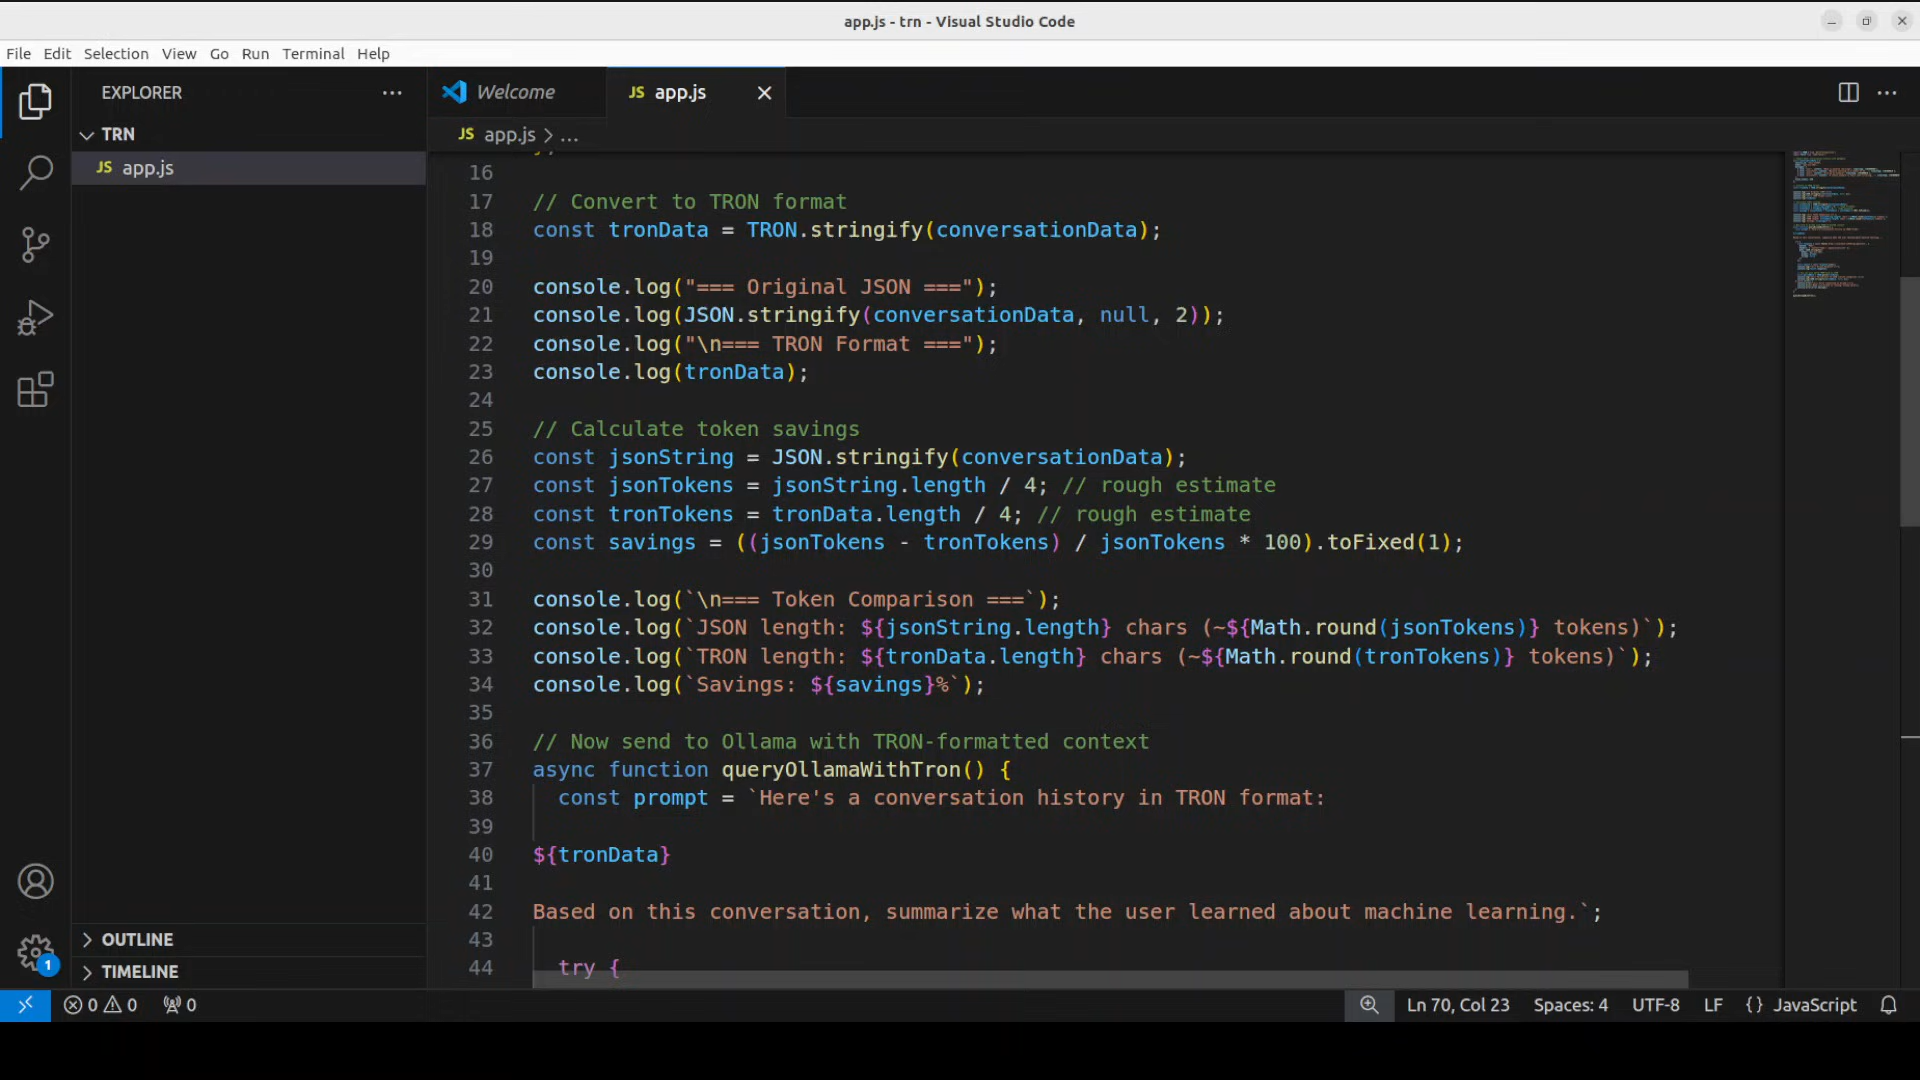 app.js - trn - Visual Studio Code
File Edit Selection View Go Run Terminal Help
EXPLORER
Welcome
JS app.js
TRN
JS app.js > ...
JS app.js
16
17 // Convert to TRON format
18 const tronData = TRON.stringify(conversationData);
19
20 console.log("=== Original JSON ===");
21 console.log(JSON.stringify(conversationData, null, 2));
22 console.log("\n=== TRON Format ===");
23 console.log(tronData);
24
25 // Calculate token savings
26 const jsonString = JSON.stringify(conversationData);
27 const jsonTokens = jsonString.length / 4; // rough estimate
28 const tronTokens = tronData.length / 4; // rough estimate
29 const savings = ((jsonTokens - tronTokens) / jsonTokens * 100).toFixed(1);
30
31 console.log(`\n=== Token Comparison ===`);
32 console.log(`JSON length: ${jsonString.length} chars (~${Math.round(jsonTokens)} tokens)`);
33 console.log(`TRON length: ${tronData.length} chars (~${Math.round(tronTokens)} tokens)`);
34 console.log(`Savings: ${savings}%`);
35
36 // Now send to Ollama with TRON-formatted context
37 async function queryOllamaWithTron() {
38 const prompt = `Here's a conversation history in TRON format:
39
40 ${tronData}
41
42 Based on this conversation, summarize what the user learned about machine learning.`;
43
44 try {
OUTLINE
TIMELINE
1
0 0 0
Ln 70, Col 23 Spaces: 4 UTF-8 LF {} JavaScript